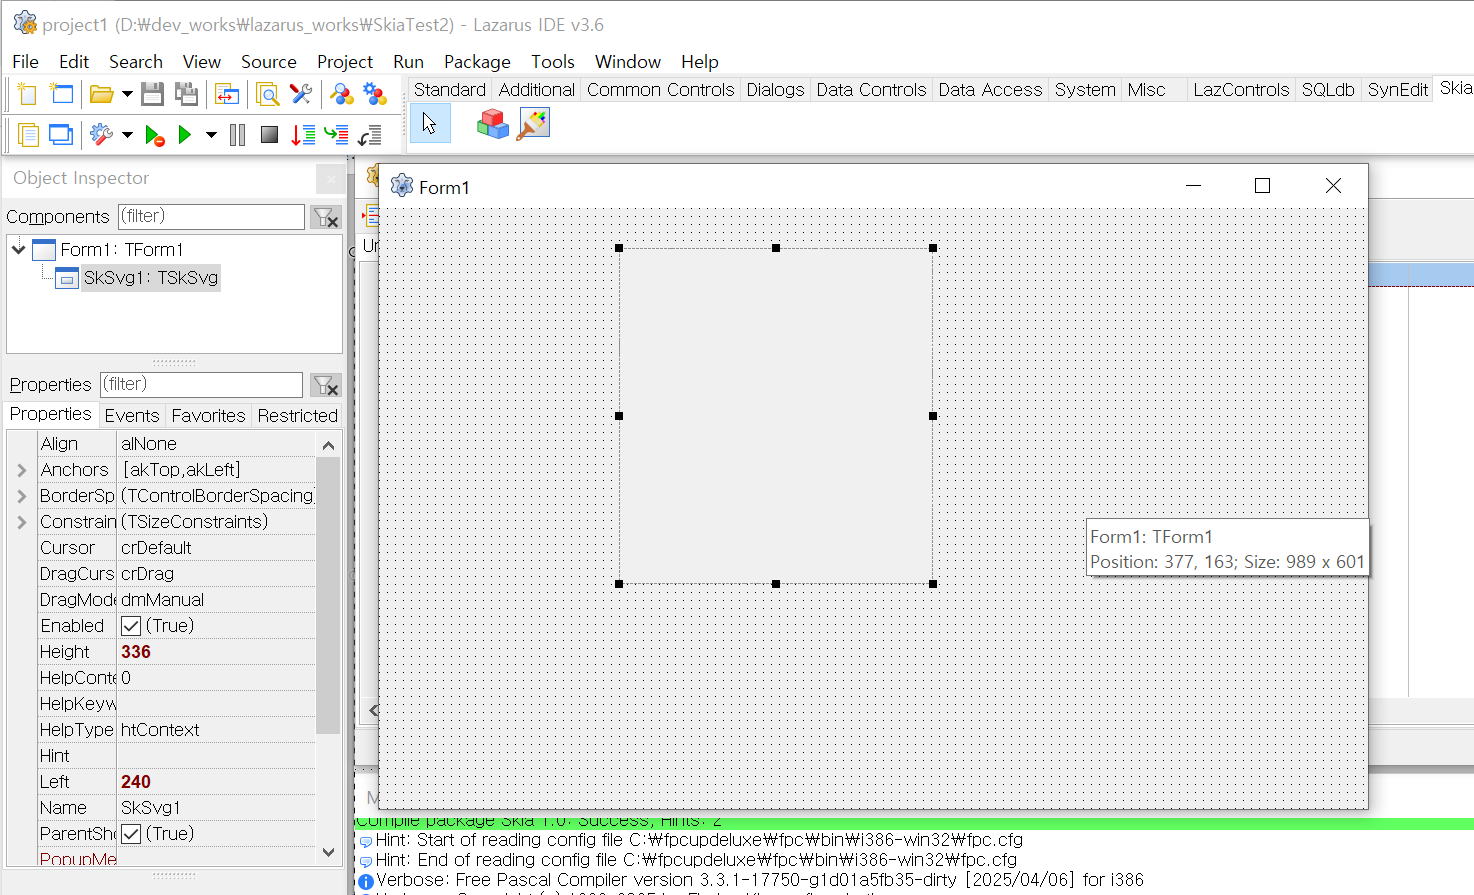 project1 (D:₩dev_works₩lazarus_works₩SkiaTest2) - Lazarus IDE v3.6
File Edit Search View Source Project Run Package Tools Window Help
Standard Additional Common Controls Dialogs Data Controls Data Access System Misc LazControls SQLdb SynEdit Skia
Object Inspector
Form1
Components (filter)
Form1: TForm1
SkSvg1: TSkSvg
Properties (filter)
Properties Events Favorites Restricted
Align alNone
Anchors [akTop,akLeft]
BorderSp (TControlBorderSpacing)
Constrain (TSizeConstraints)
Cursor crDefault
DragCurs crDrag
DragMode dmManual
Enabled (True)
Height 336
HelpConte 0
HelpKeyw
HelpType htContext
Hint
Left 240
Name SkSvg1
ParentSho (True)
PopupMe
Form1: TForm1
Position: 377, 163; Size: 989 x 601
Compile package Skia 1.0: Success, Hints: 2
Hint: Start of reading config file C:₩fpcupdeluxe₩fpc₩bin₩i386-win32₩fpc.cfg
Hint: End of reading config file C:₩fpcupdeluxe₩fpc₩bin₩i386-win32₩fpc.cfg
Verbose: Free Pascal Compiler version 3.3.1-17750-g1d01a5fb35-dirty [2025/04/06] for i386